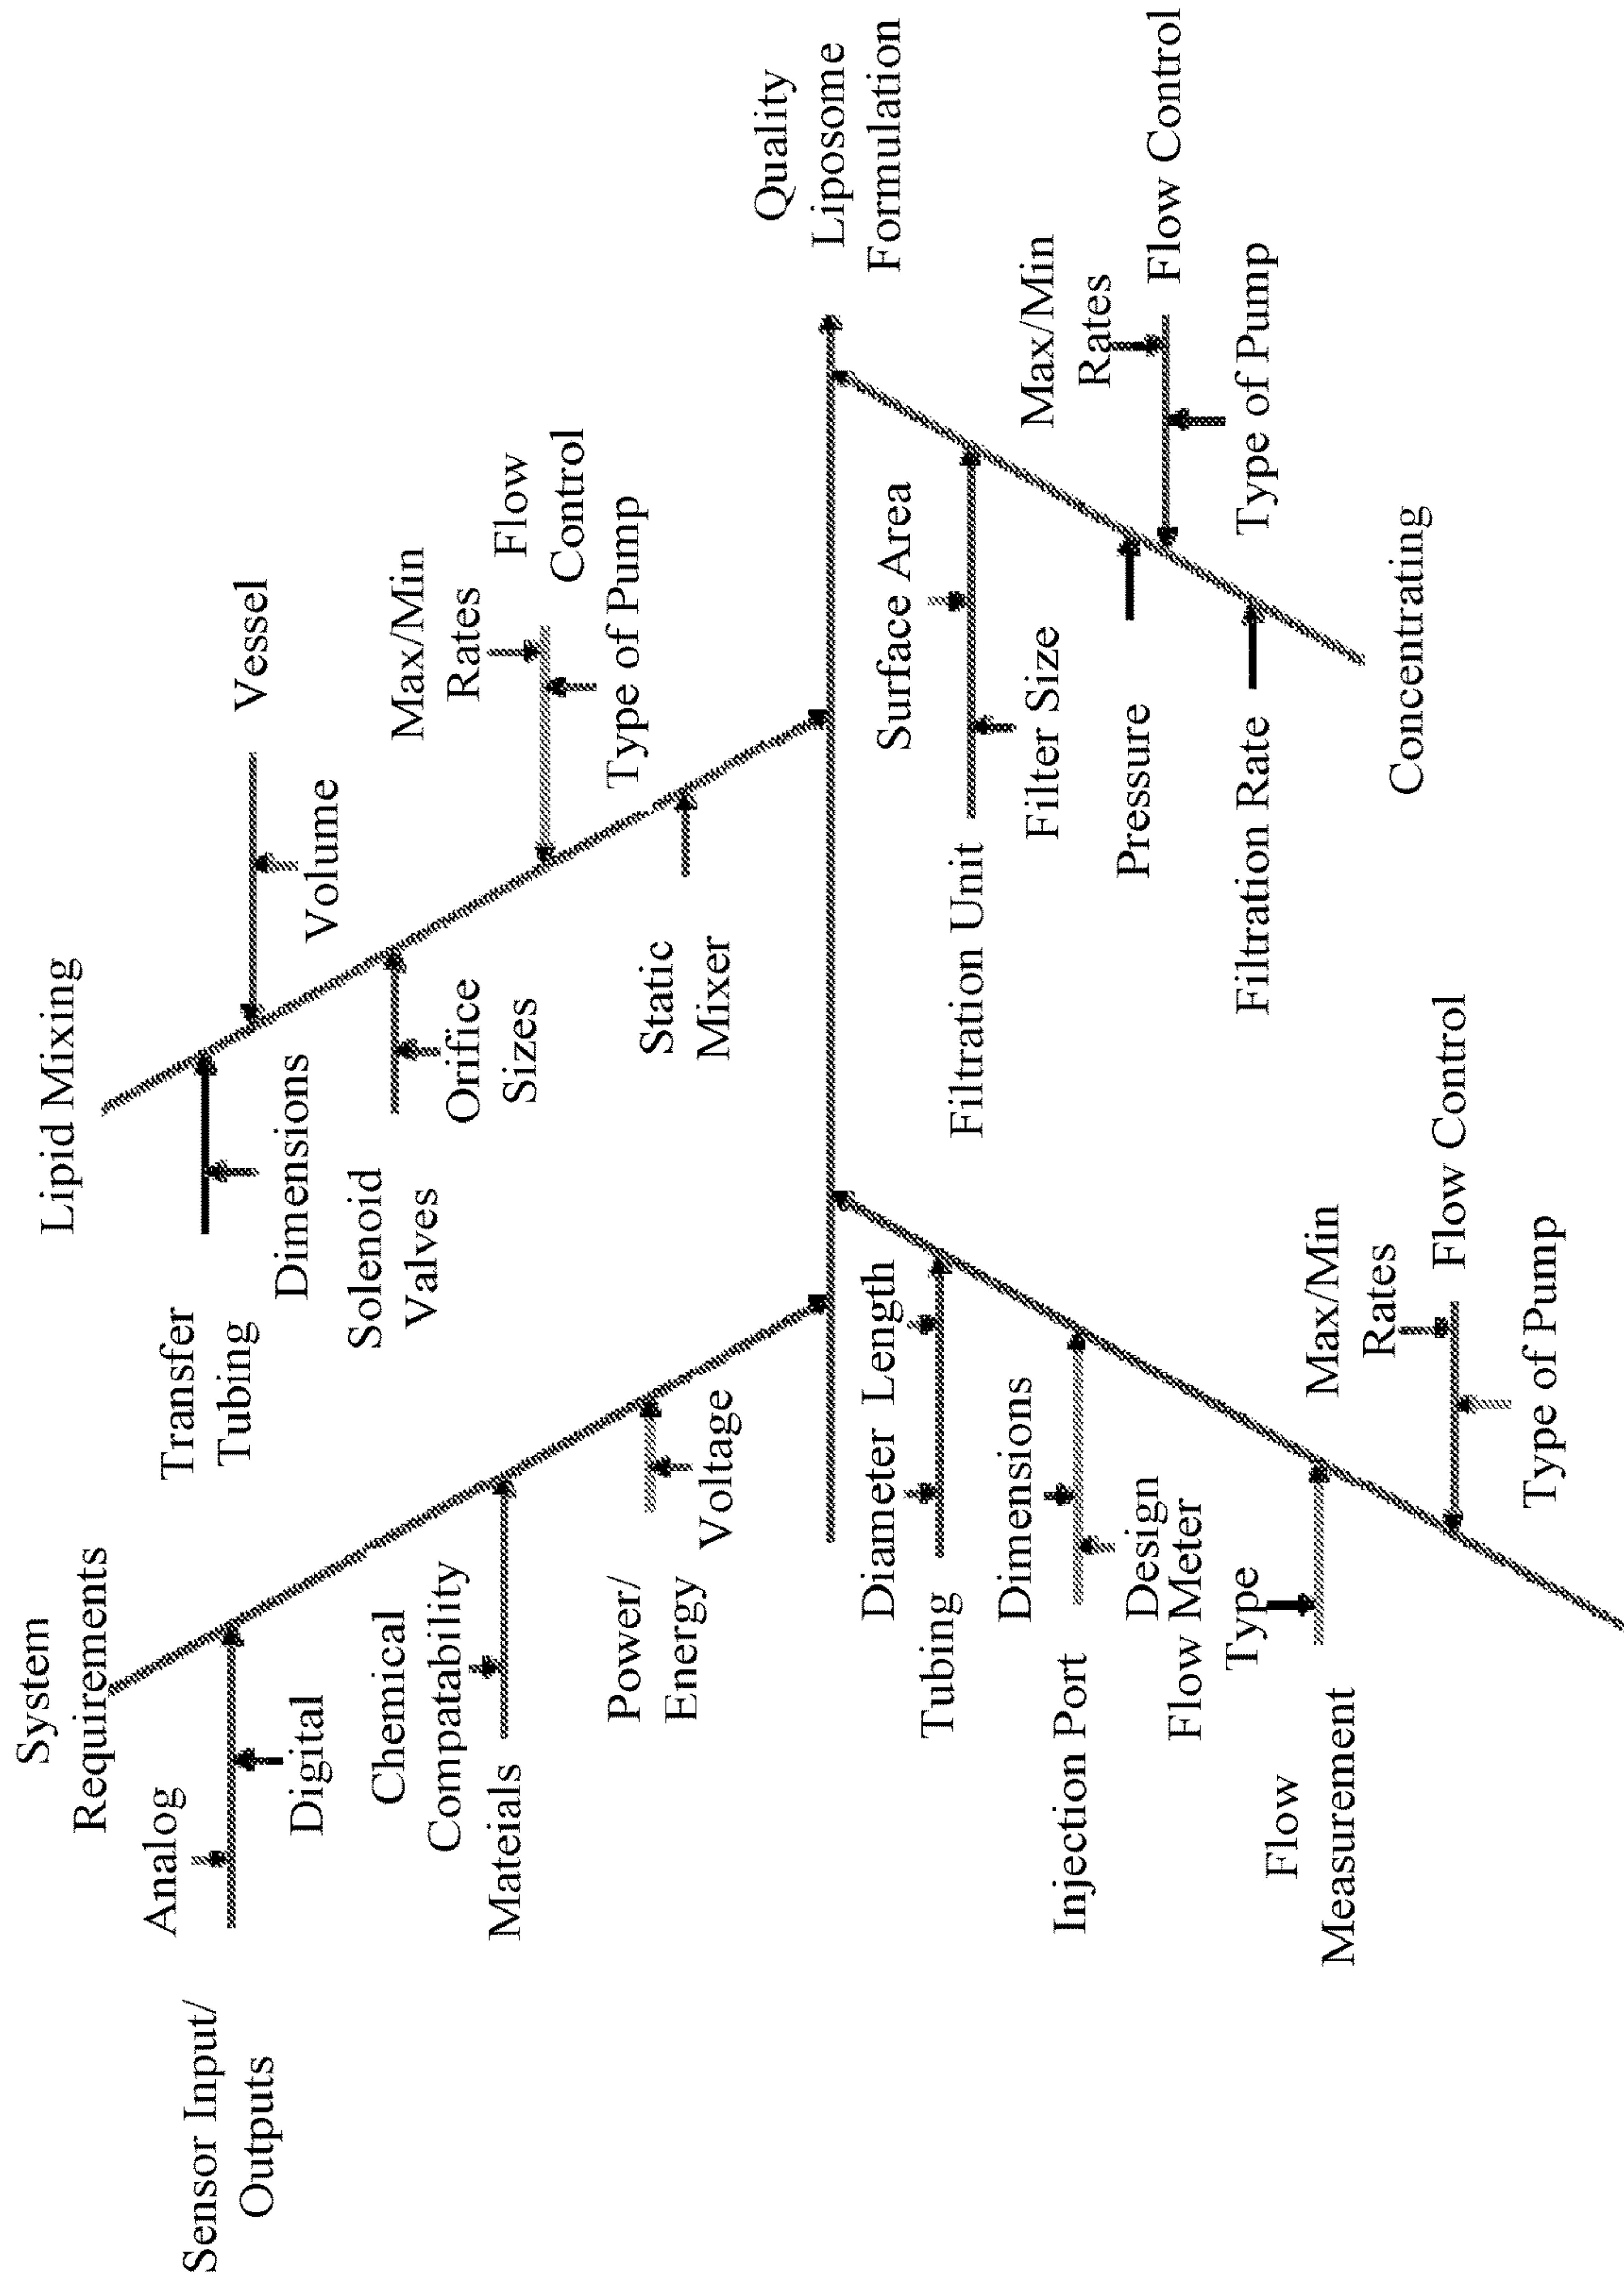 System
Requirements
Analog
Sensor Input/
Outputs
Digital
Chemical
Compatability
Mateials
Power/
Energy
Voltage
Lipid Mixing
Transfer
Tubing
Dimensions
Vessel
Volume
Solenoid
Valves
Orifice
Sizes
Max/Min
Rates
Flow
Control
Type of Pump
Static
Mixer
Quality
Liposome
Formulation
Diameter Length
Tubing
Dimensions
Injection Port
Design
Flow Meter
Type
Flow
Measurement
Max/Min
Rates
Flow Control
Type of Pump
Surface Area
Filtration Unit
Filter Size
Pressure
Max/Min
Rates
Flow Control
Type of Pump
Filtration Rate
Concentrating